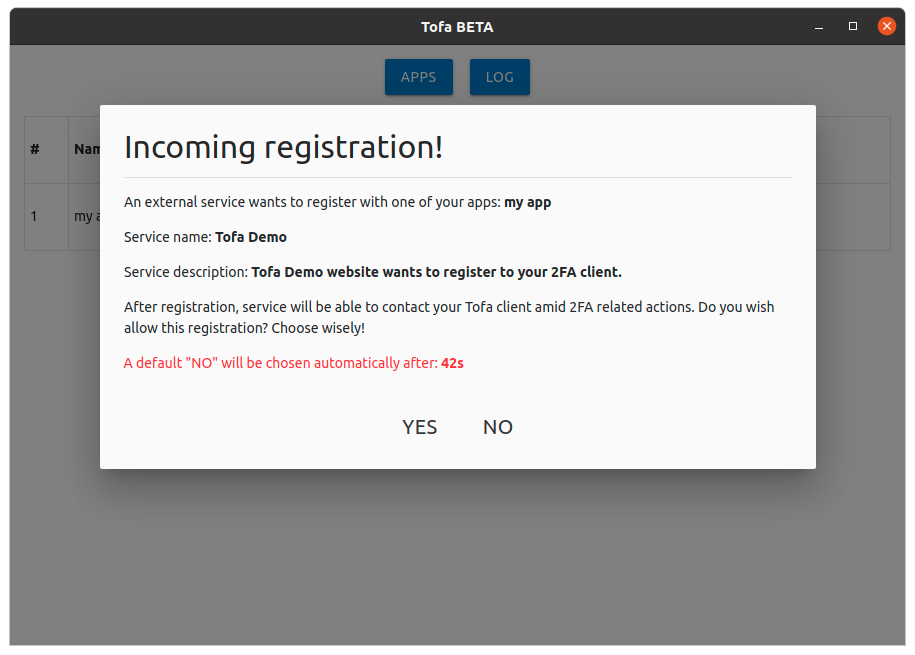 Tofa BETA
APPS LOG
Incoming registration!
# Nam
An external service wants to register with one of your apps: my app
1 my a
Service name: Tofa Demo
Service description: Tofa Demo website wants to register to your 2FA client.
After registration, service will be able to contact your Tofa client amid 2FA related actions. Do you wish
allow this registration? Choose wisely!
A default "NO" will be chosen automatically after: 42s
YES NO